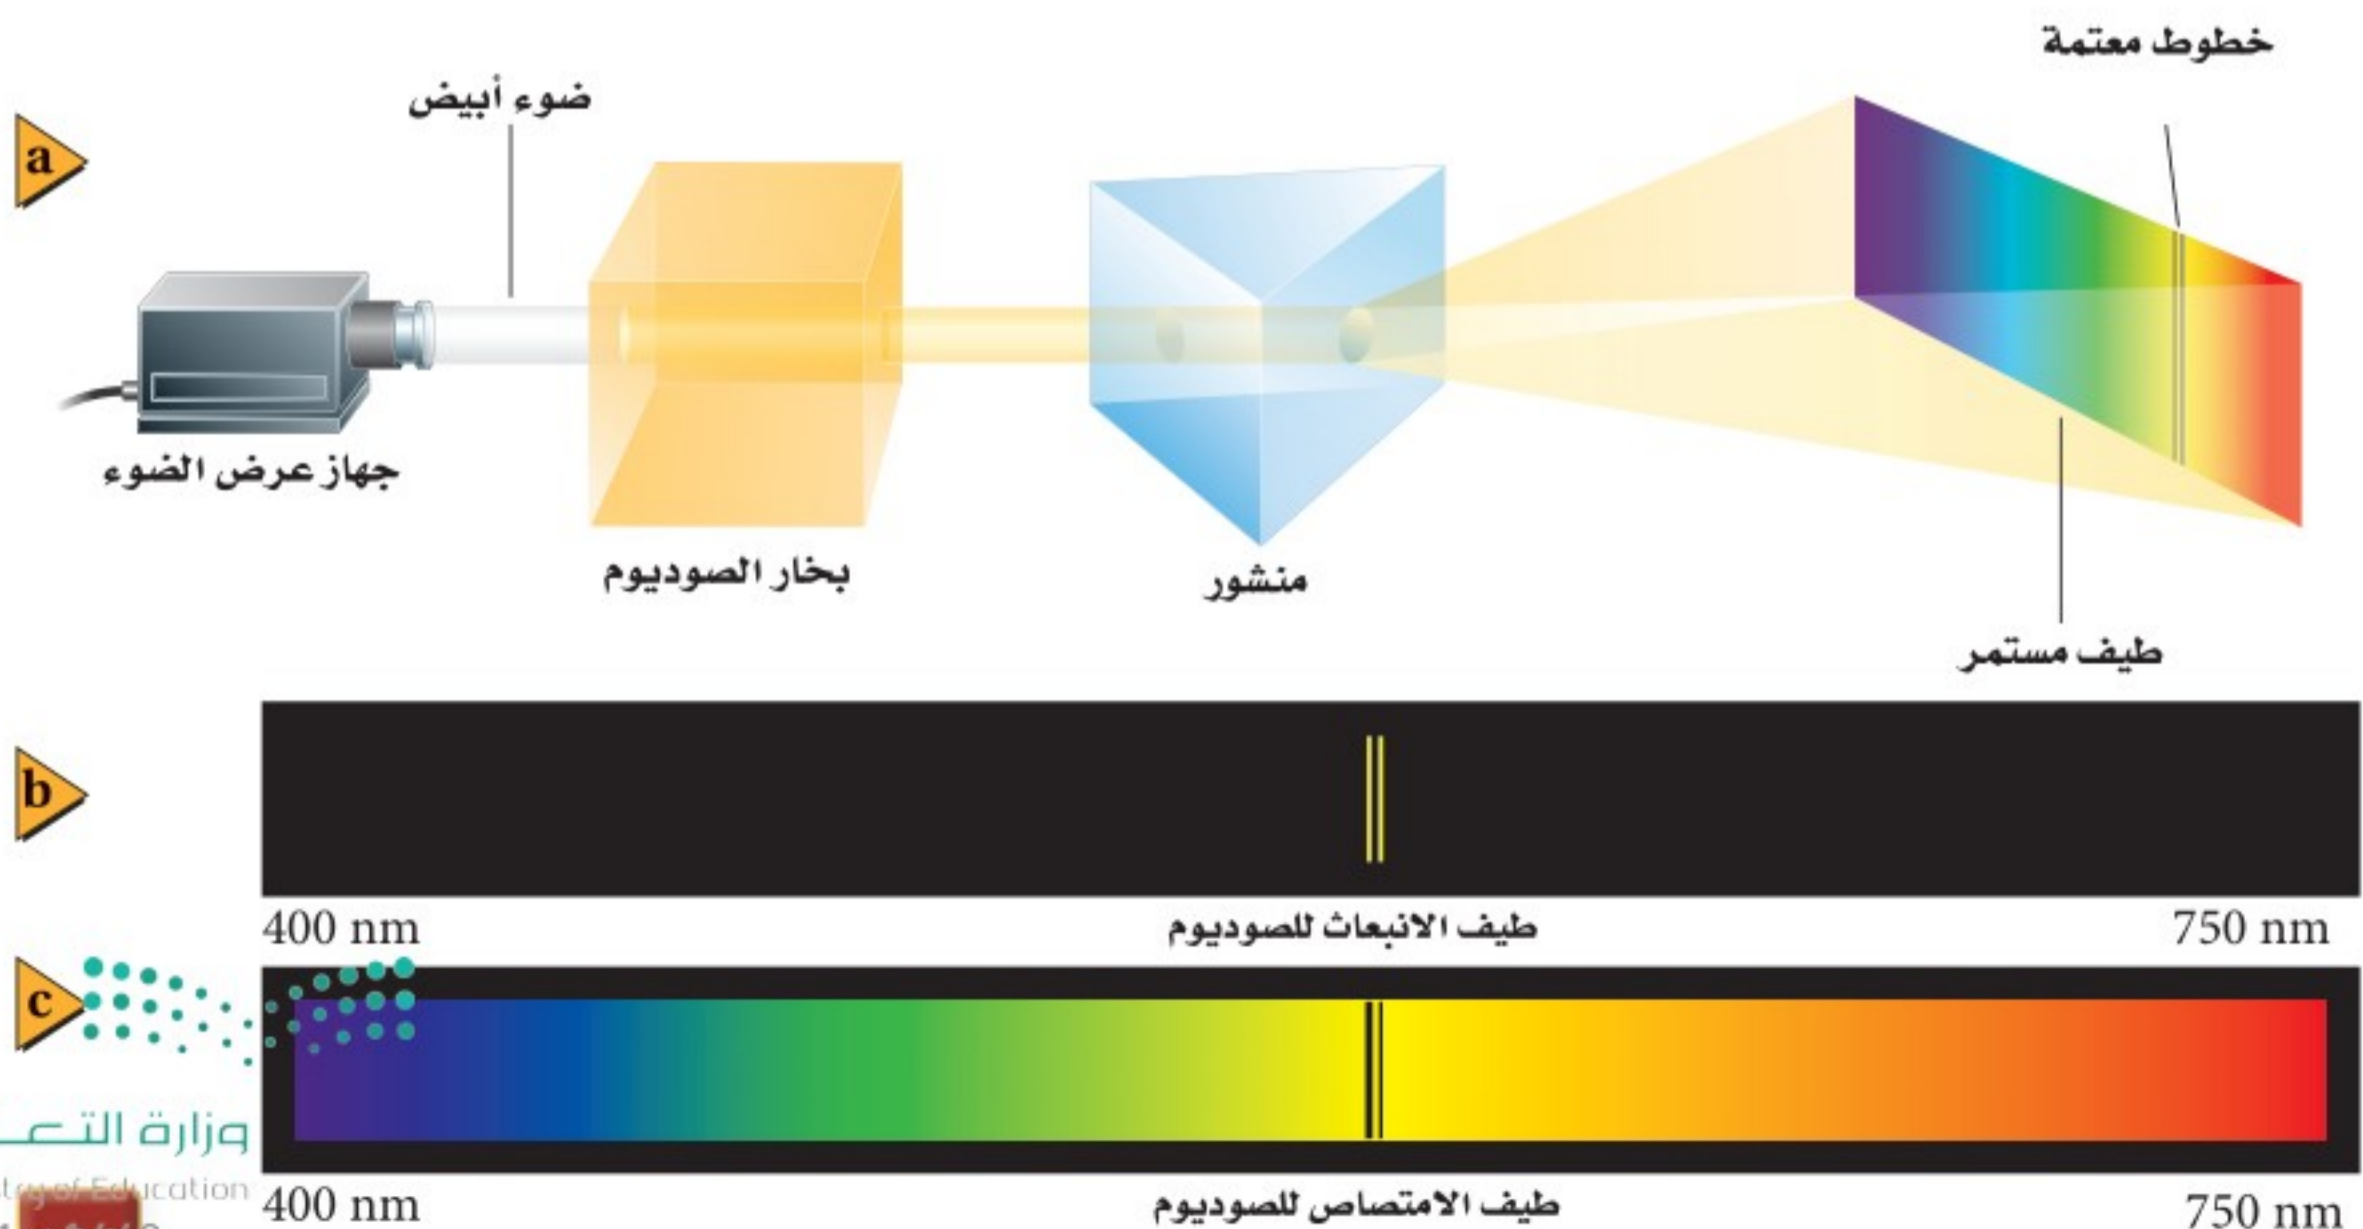 خطوط معتمة
ضوء أبيض
a
جهاز عرض الضوء
بخار الصوديوم
منشور
طيف مستمر
b
400 nm
طيف الانبعاث للصوديوم
750 nm
c
وزارة
Education
400 nm
طيف الامتصاص للصوديوم
750 nm